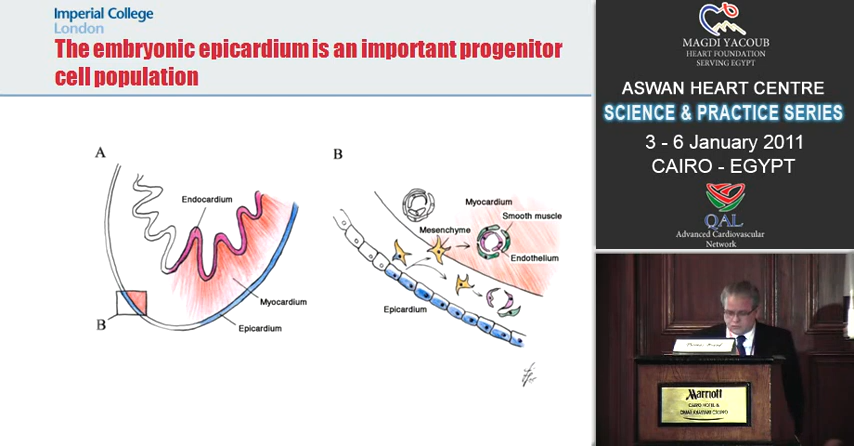 Imperial College
London
The embryonic epicardium is an important progenitor
cell population
A
Endocardium
Myocardium
Epicardium
B
B
Myocardium
Smooth muscle
Mesenchyme
Endothelium
Epicardium
MAGDI YACOUB
HEART FOUNDATION
SERVING EGYPT
ASWAN HEART CENTRE
SCIENCE & PRACTICE SERIES
3 - 6 January 2011
CAIRO - EGYPT
QAL
Advanced Cardiovascular
Network
Marriott
CAIRO HOTEL &
OMAR KHAYYAM CASINO